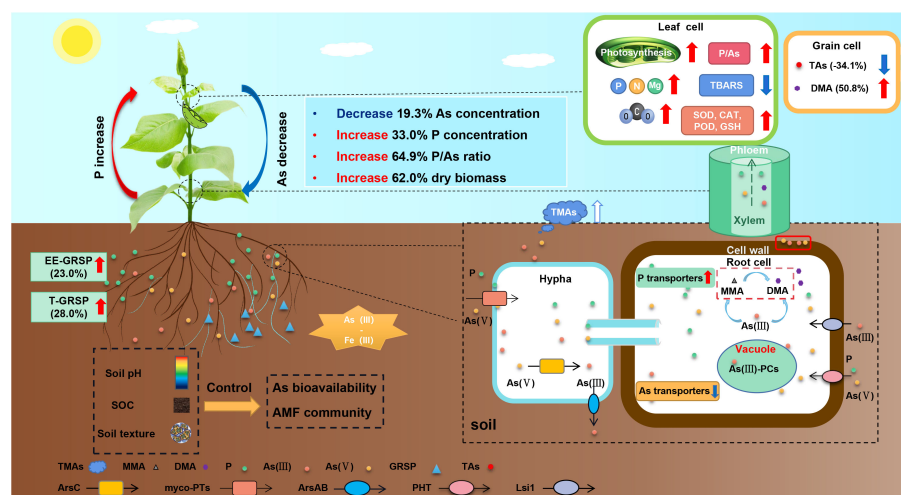 Leaf cell
Photosynthesis
P/As
P N Mg
TBARS
O C O
SOD, CAT,
POD, GSH
Grain cell
TAs (-34.1%)
DMA (50.8%)
P increase
As decrease
• Decrease 19.3% As concentration
• Increase 33.0% P concentration
• Increase 64.9% P/As ratio
• Increase 62.0% dry biomass
Phloem
Xylem
TMAs
EE-GRSP
(23.0%)
T-GRSP
(28.0%)
As (III)
-
Fe (III)
Soil pH
SOC
Soil texture
Control
As bioavailability
AMF community
P
As(Ⅴ)
Hypha
As(Ⅴ)
As(Ⅲ)
soil
Cell wall
Root cell
P transporters
MMA
DMA
As(Ⅲ)
Vacuole
As(Ⅲ)-PCs
As transporters
As(Ⅲ)
P
As(Ⅴ)
TMAs MMA DMA P As(Ⅲ) As(Ⅴ) GRSP TAs
ArsC myco-PTs ArsAB PHT Lsi1